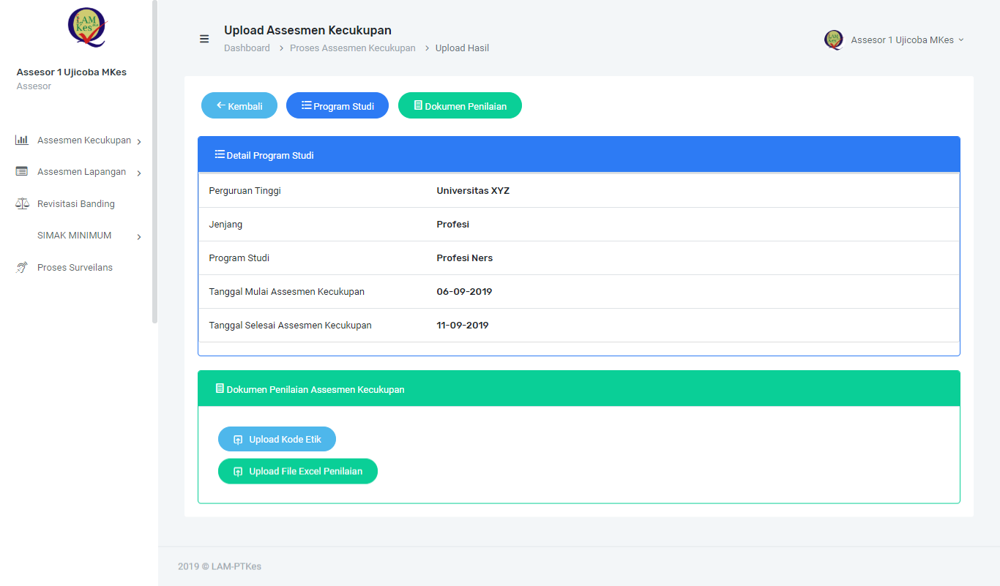 LAM
Kes
Assesor 1 Ujicoba MKes
Assesor
Assesmen Kecukupan
Assesmen Lapangan
Revisitasi Banding
SIMAK MINIMUM
Proses Surveilans
Upload Assesmen Kecukupan
Dashboard > Proses Assesmen Kecukupan > Upload Hasil
Assesor 1 Ujicoba MKes
Kembali
Program Studi
Dokumen Penilaian
Detail Program Studi
Perguruan Tinggi Universitas XYZ
Jenjang Profesi
Program Studi Profesi Ners
Tanggal Mulai Assesmen Kecukupan 06-09-2019
Tanggal Selesai Assesmen Kecukupan 11-09-2019
Dokumen Penilaian Assesmen Kecukupan
Upload Kode Etik
Upload File Excel Penilaian
2019 © LAM-PTKes